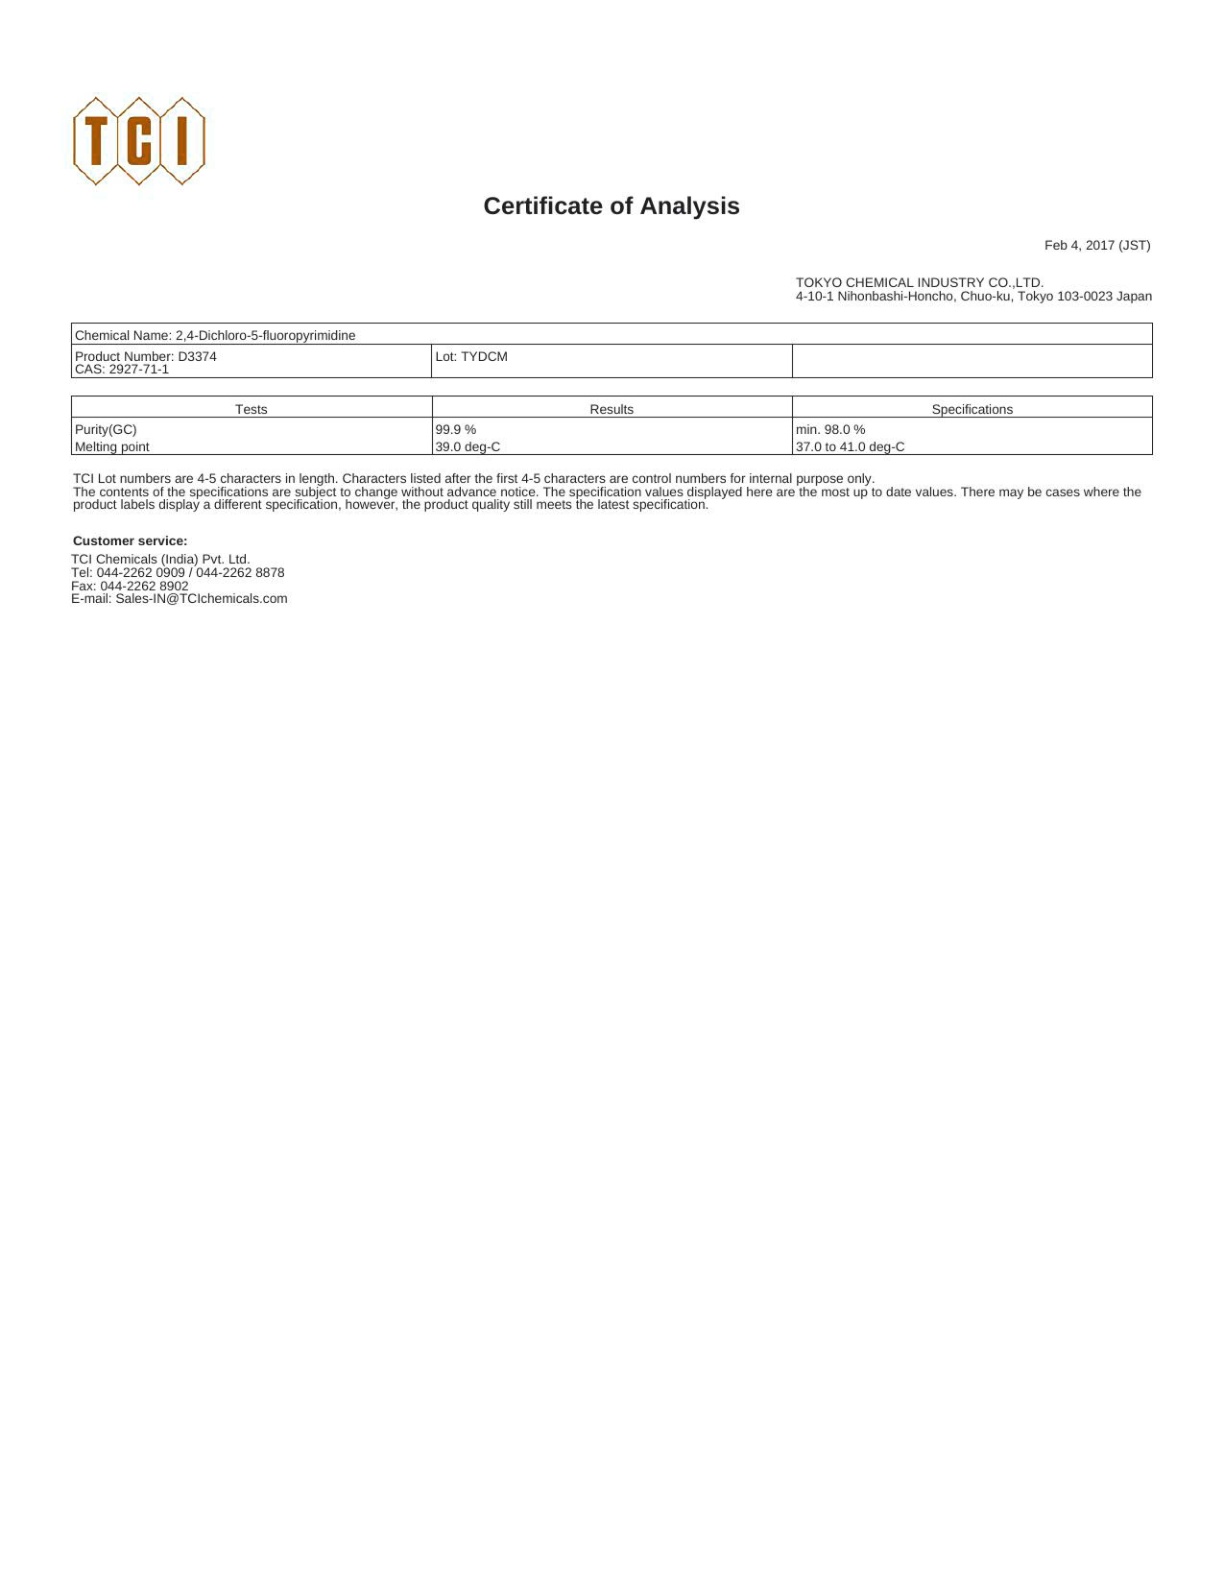 TCI
Certificate of Analysis
Feb 4, 2017 (JST)
TOKYO CHEMICAL INDUSTRY CO.,LTD.
4-10-1 Nihonbashi-Honcho, Chuo-ku, Tokyo 103-0023 Japan
Chemical Name: 2,4-Dichloro-5-fluoropyrimidine
Product Number: D3374 Lot: TYDCM
CAS: 2927-71-1
Tests Results Specifications
Purity(GC) 99.9 % min. 98.0 %
Melting point 39.0 deg-C 37.0 to 41.0 deg-C
TCI Lot numbers are 4-5 characters in length. Characters listed after the first 4-5 characters are control numbers for internal purpose only.
The contents of the specifications are subject to change without advance notice. The specification values displayed here are the most up to date values. There may be cases where the
product labels display a different specification, however, the product quality still meets the latest specification.
Customer service:
TCI Chemicals (India) Pvt. Ltd.
Tel: 044-2262 0909 / 044-2262 8878
Fax: 044-2262 8902
E-mail: Sales-IN@TCIchemicals.com